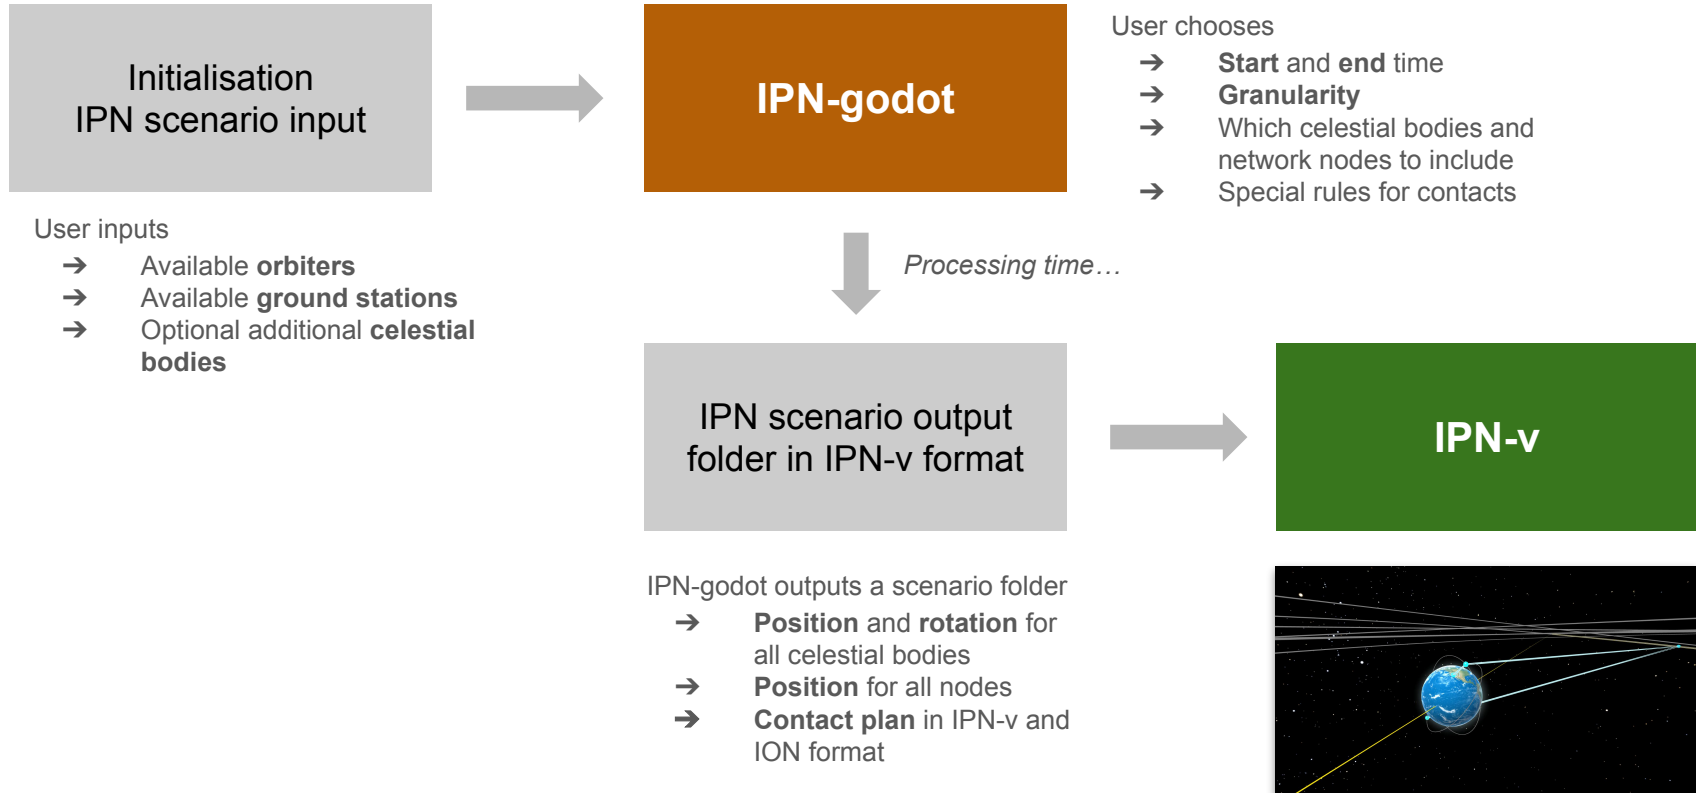 Initialisation
IPN scenario input
IPN-godot
User chooses
➔ Start and end time
➔ Granularity
➔ Which celestial bodies and
network nodes to include
➔ Special rules for contacts
User inputs
➔ Available orbiters
➔ Available ground stations
➔ Optional additional celestial
bodies
Processing time…
IPN scenario output
folder in IPN-v format
IPN-v
IPN-godot outputs a scenario folder
➔ Position and rotation for
all celestial bodies
➔ Position for all nodes
➔ Contact plan in IPN-v and
ION format